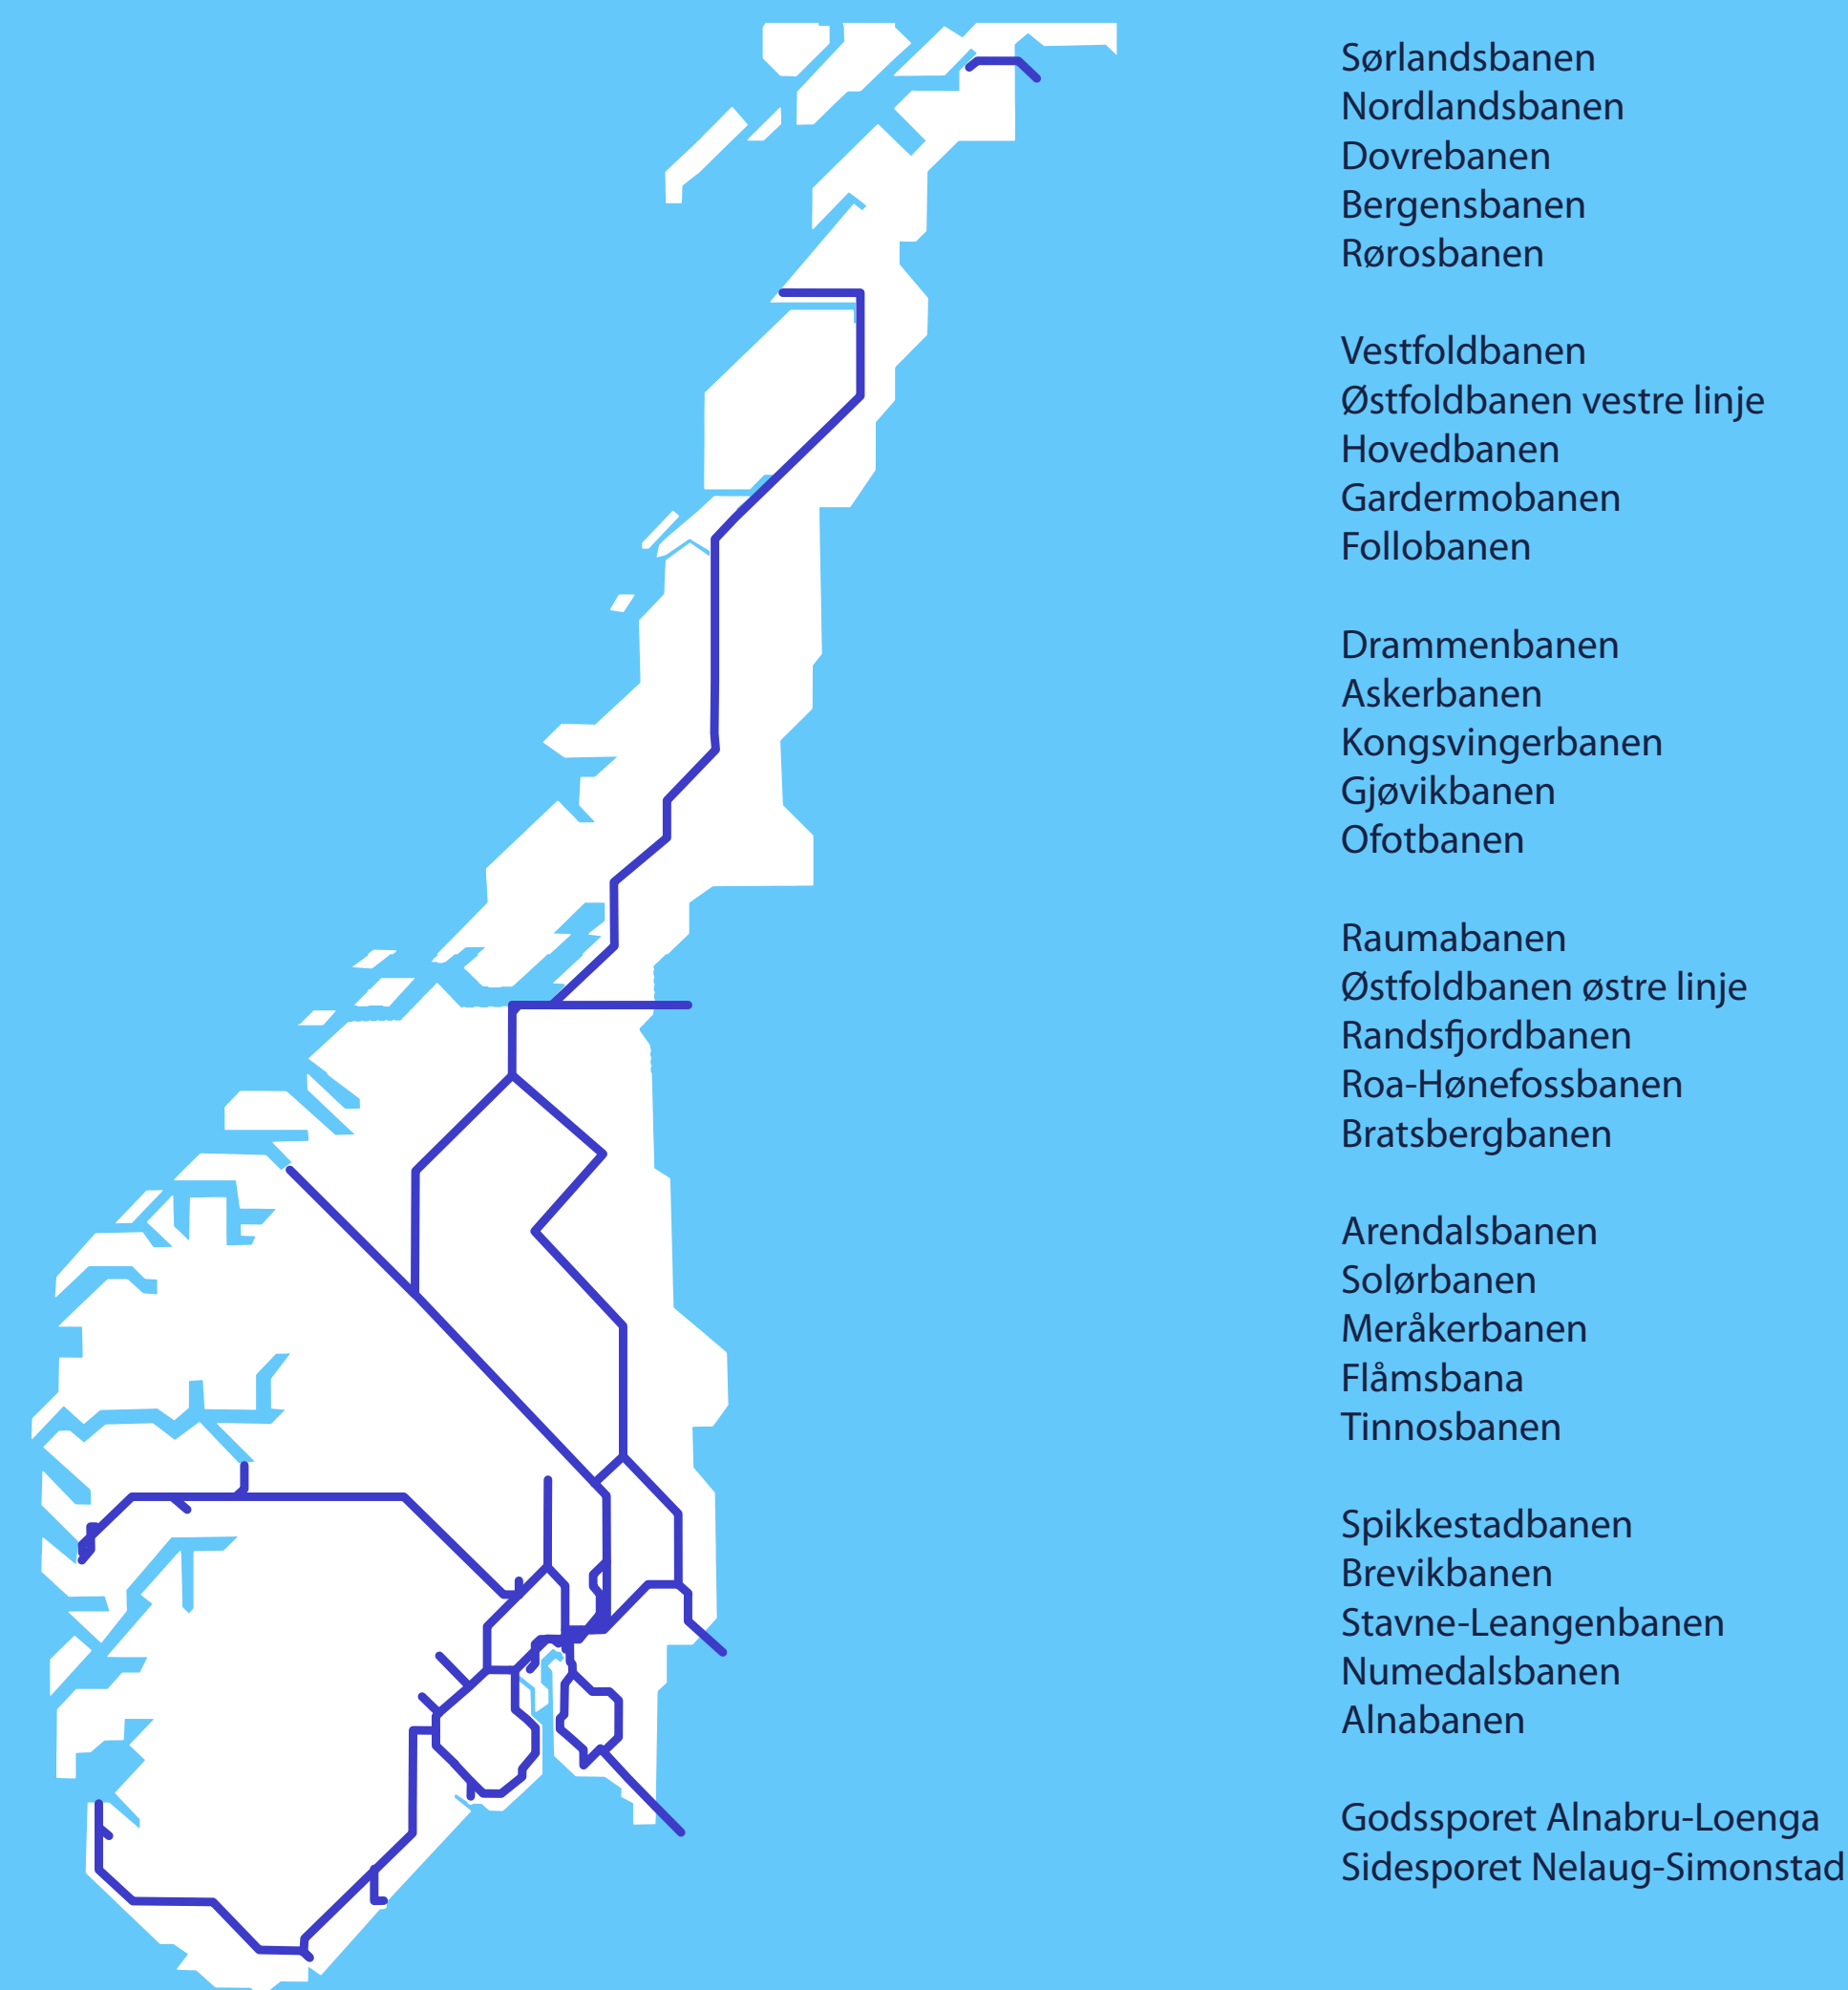 Sørlandsbanen
Nordlandsbanen
Dovrebanen
Bergensbanen
Rørosbanen
Vestfoldbanen
Østfoldbanen vestre linje
Hovedbanen
Gardermobanen
Follobanen
Drammenbanen
Askerbanen
Kongsvingerbanen
Gjøvikbanen
Ofotbanen
Raumabanen
Østfoldbanen østre linje
Randsfjordbanen
Roa-Hønefossbanen
Bratsbergbanen
Arendalsbanen
Solørbanen
Meråkerbanen
Flåmsbana
Tinnosbanen
Spikkestadbanen
Brevikbanen
Stavne-Leangenbanen
Numedalsbanen
Alnabanen
Godssporet Alnabru-Loenga
Sidesporet Nelaug-Simonstad